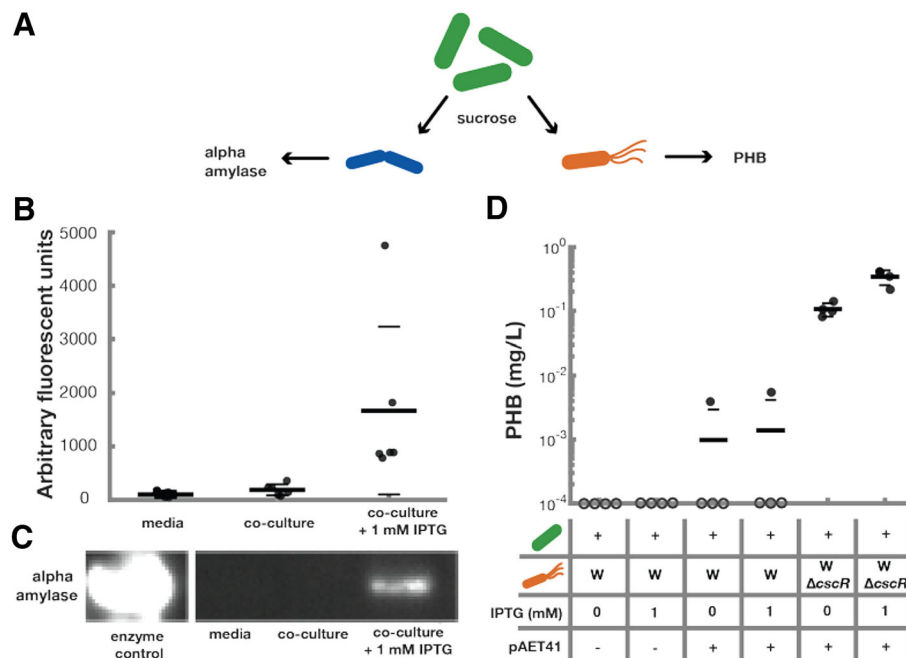 A
sucrose
alpha
amylase
PHB
B
Arbitrary fluorescent units
5000
4000
3000
2000
1000
0
media
co-culture
co-culture
+ 1 mM IPTG
C
alpha
amylase
enzyme
control
media
co-culture
co-culture
+ 1 mM IPTG
D
PHB (mg/L)
10⁰
10⁻¹
10⁻²
10⁻³
10⁻⁴
+ + + + + +
W W W W W ΔcscR W ΔcscR
IPTG (mM) 0 1 0 1 0 1
pAET41 - - + + + +